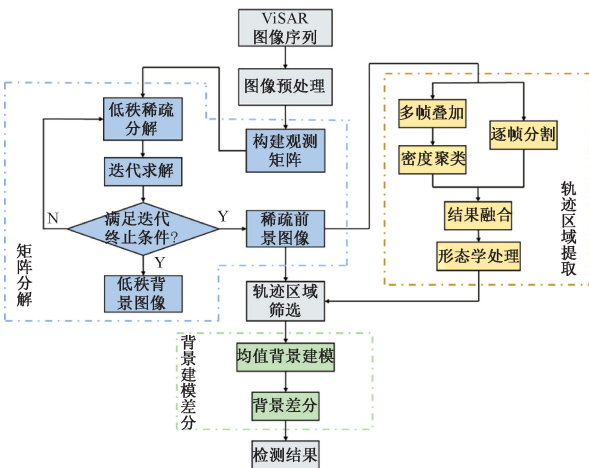 ViSAR
图像序列
图像预处理
构建观测
矩阵
低秩稀疏
分解
迭代求解
满足迭代
终止条件?
N
Y
Y
低秩背
景图像
稀疏前
景图像
矩阵分解
多帧叠加
密度聚类
逐帧分割
结果融合
形态学处理
轨迹区域提取
轨迹区域
筛选
背景建模差分
均值背景建模
背景差分
检测结果